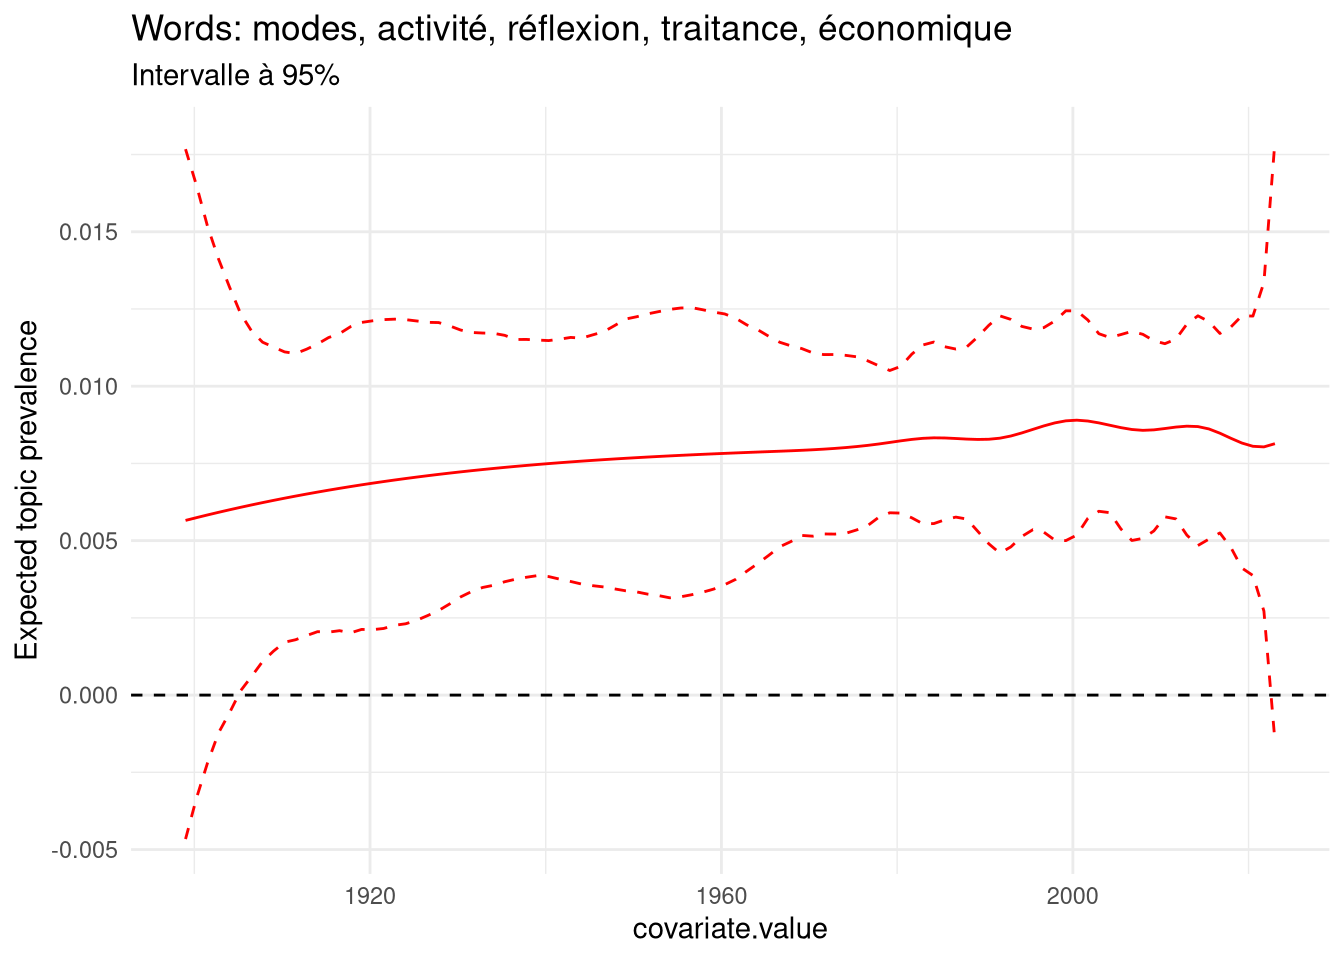 Words: modes, activité, réflexion, traitance, économique
Intervalle à 95%
Expected topic prevalence
0.015
0.010
0.005
0.000
-0.005
1920
1960
2000
covariate.value